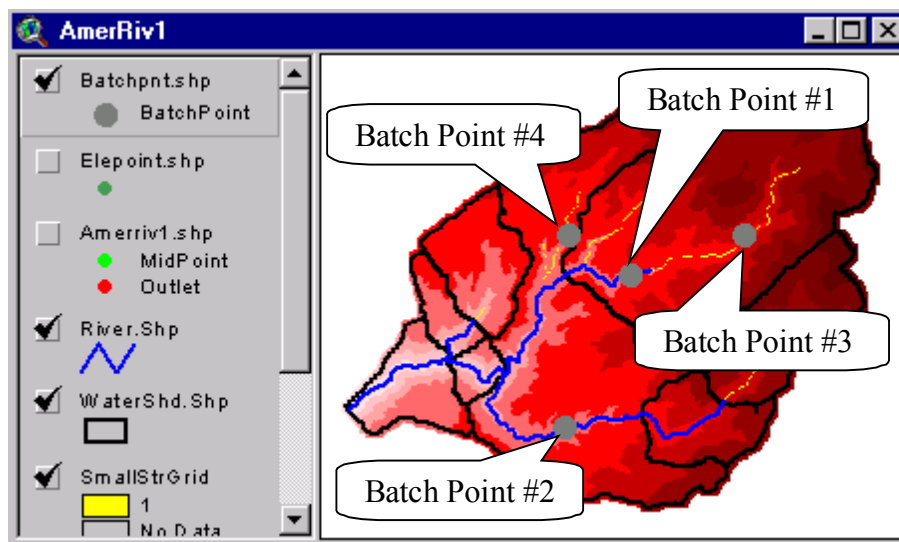 AmerRiv1
Batchpnt.shp
BatchPoint
Elepoint.shp
Amerriv1.shp
MidPoint
Outlet
River.Shp
WaterShd.Shp
SmallStrGrid
1
No Data
Batch Point #1
Batch Point #4
Batch Point #3
Batch Point #2